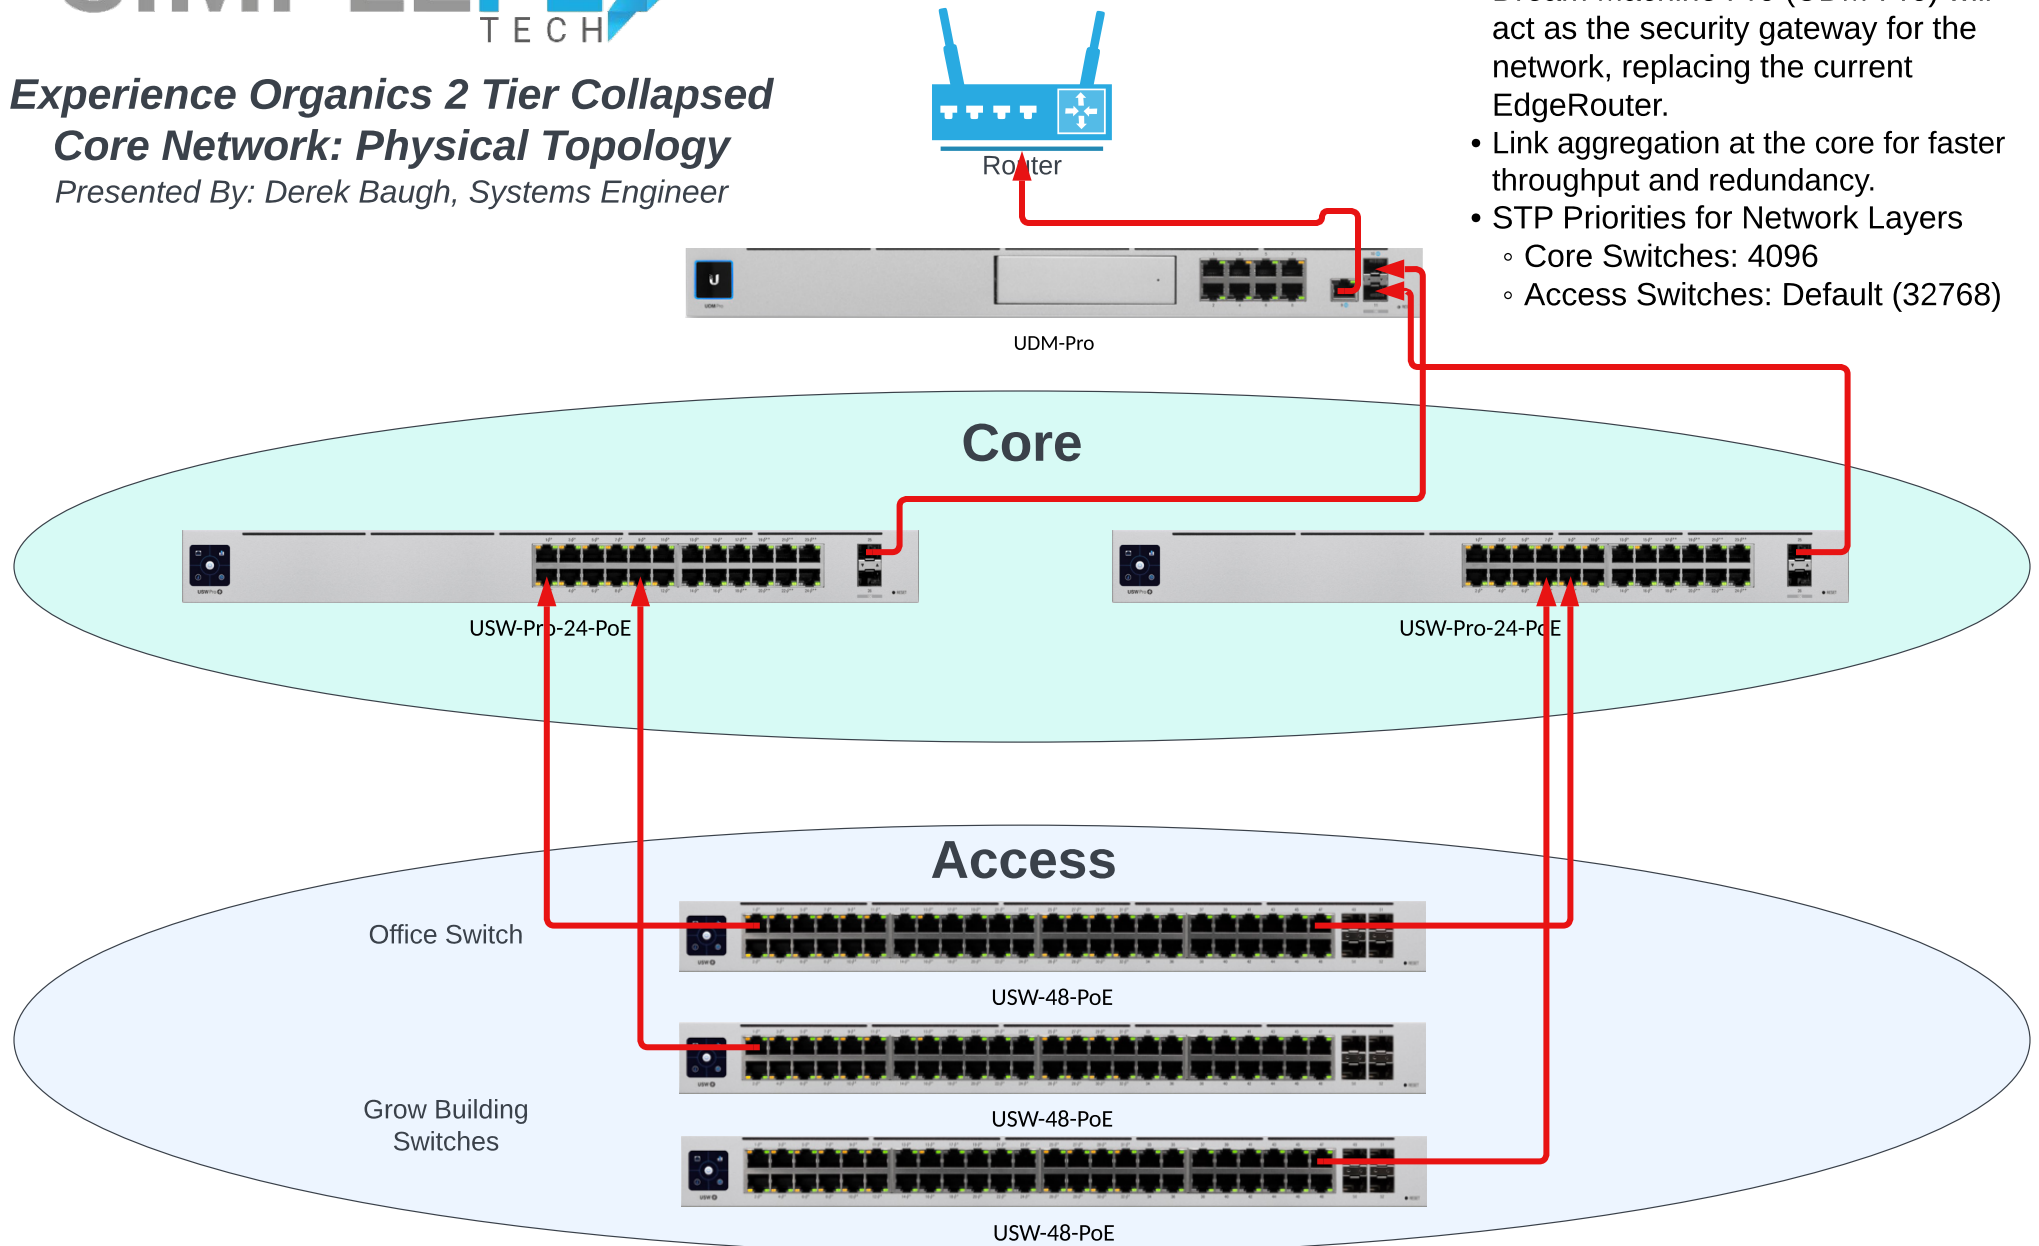 TECH
Experience Organics 2 Tier Collapsed
Core Network: Physical Topology
Presented By: Derek Baugh, Systems Engineer
act as the security gateway for the
network, replacing the current
EdgeRouter.
• Link aggregation at the core for faster
throughput and redundancy.
• STP Priorities for Network Layers
◦ Core Switches: 4096
◦ Access Switches: Default (32768)
Router
UDM-Pro
Core
USW-Pro-24-PoE
USW-Pro-24-PoE
Access
Office Switch
USW-48-PoE
USW-48-PoE
Grow Building
Switches
USW-48-PoE